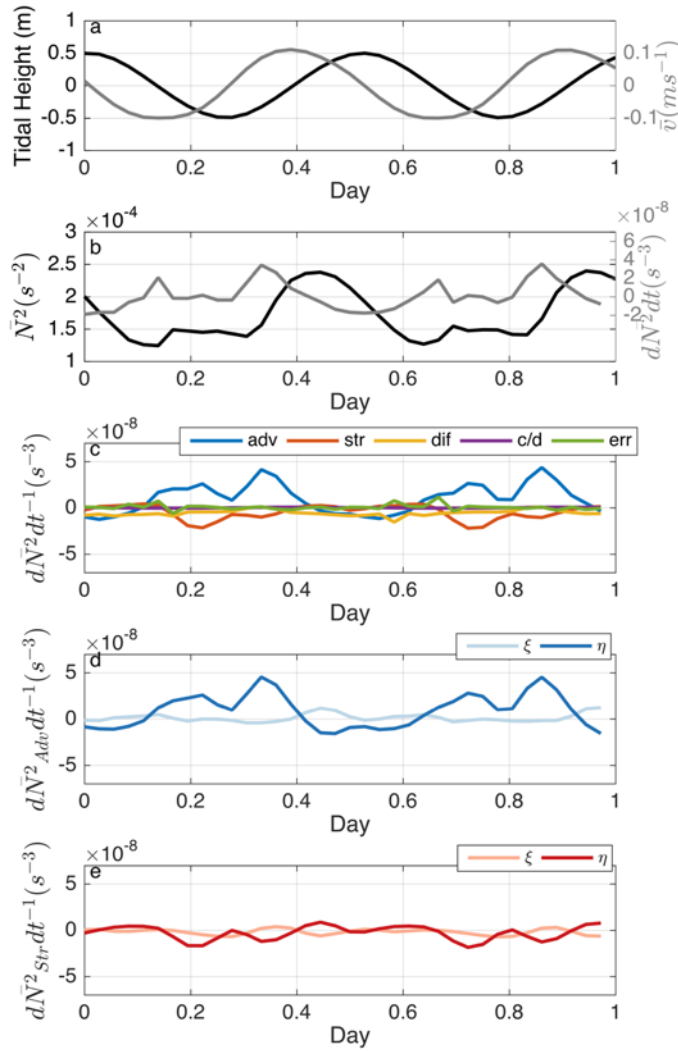 a
Tidal Height (m)
1
0.5
0
-0.5
-1
0.1
0
-0.1
v̄(ms⁻¹)
0 0.2 0.4 0.6 0.8 1
Day
×10⁻⁴
×10⁻⁸
b
N̄²(s⁻²)
3
2.5
2
1.5
1
6
4
2
0
-2
dN̄²dt(s⁻³)
0 0.2 0.4 0.6 0.8 1
Day
×10⁻⁸
adv str dif c/d err
c
dN̄²dt⁻¹(s⁻³)
5
0
-5
0 0.2 0.4 0.6 0.8 1
Day
×10⁻⁸
ξ η
d
dN̄²_Adv dt⁻¹(s⁻³)
5
0
-5
0 0.2 0.4 0.6 0.8 1
Day
×10⁻⁸
ξ η
e
dN̄²_Str dt⁻¹(s⁻³)
5
0
-5
0 0.2 0.4 0.6 0.8 1
Day